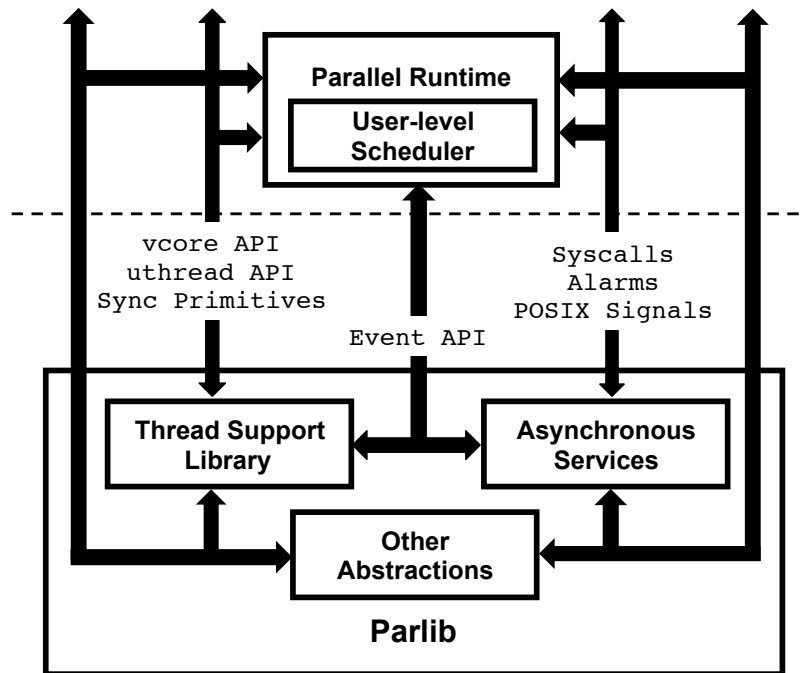 Parallel Runtime
User-level
Scheduler
vcore API
uthread API
Sync Primitives
Syscalls
Alarms
POSIX Signals
Event API
Thread Support
Library
Asynchronous
Services
Other
Abstractions
Parlib